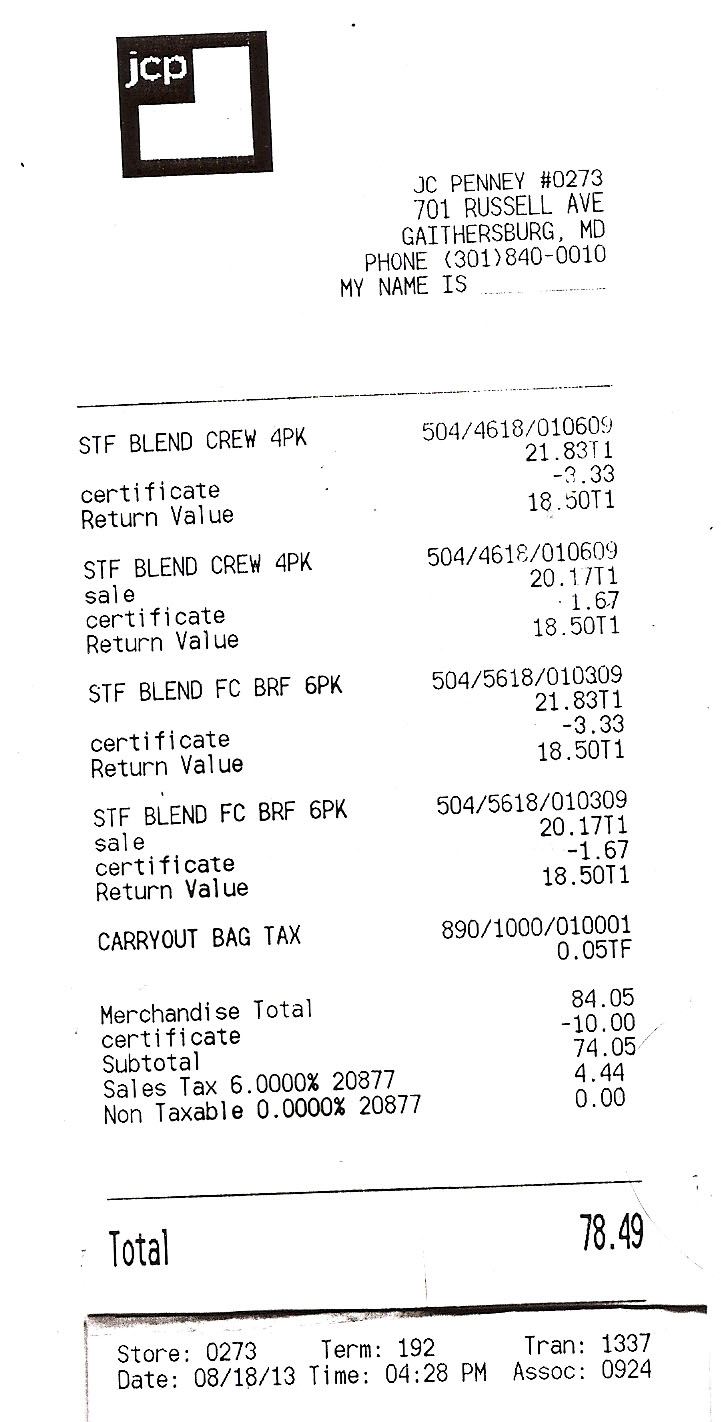 jcp
JC PENNEY #0273
701 RUSSELL AVE
GAITHERSBURG, MD
PHONE (301)840-0010
MY NAME IS
STF BLEND CREW 4PK 504/4618/010609
21.83T1
certificate -3.33
Return Value 18.50T1
STF BLEND CREW 4PK 504/4618/010609
sale 20.17T1
certificate 1.67
Return Value 18.50T1
STF BLEND FC BRF 6PK 504/5618/010309
21.83T1
certificate -3.33
Return Value 18.50T1
STF BLEND FC BRF 6PK 504/5618/010309
sale 20.17T1
certificate -1.67
Return Value 18.50T1
CARRYOUT BAG TAX 890/1000/010001
0.05TF
Merchandise Total 84.05
certificate -10.00
Subtotal 74.05
Sales Tax 6.0000% 20877 4.44
Non Taxable 0.0000% 20877 0.00
Total 78.49
Store: 0273 Term: 192 Tran: 1337
Date: 08/18/13 Time: 04:28 PM Assoc: 0924